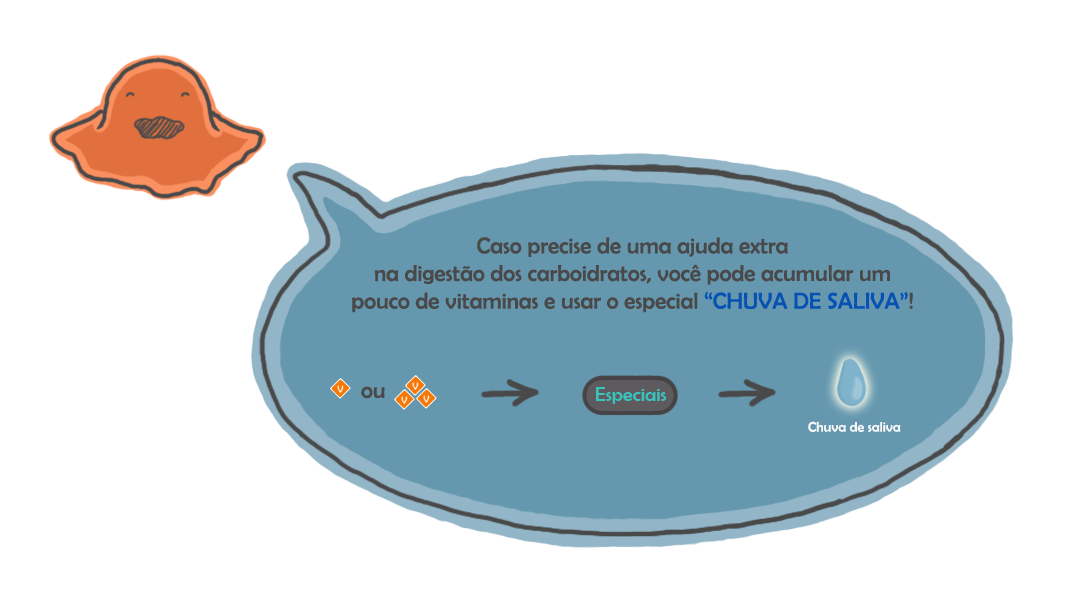 Caso precise de uma ajuda extra
na digestão dos carboidratos, você pode acumular um
pouco de vitaminas e usar o especial “CHUVA DE SALIVA”!
V ou V V V Especiais
Chuva de saliva